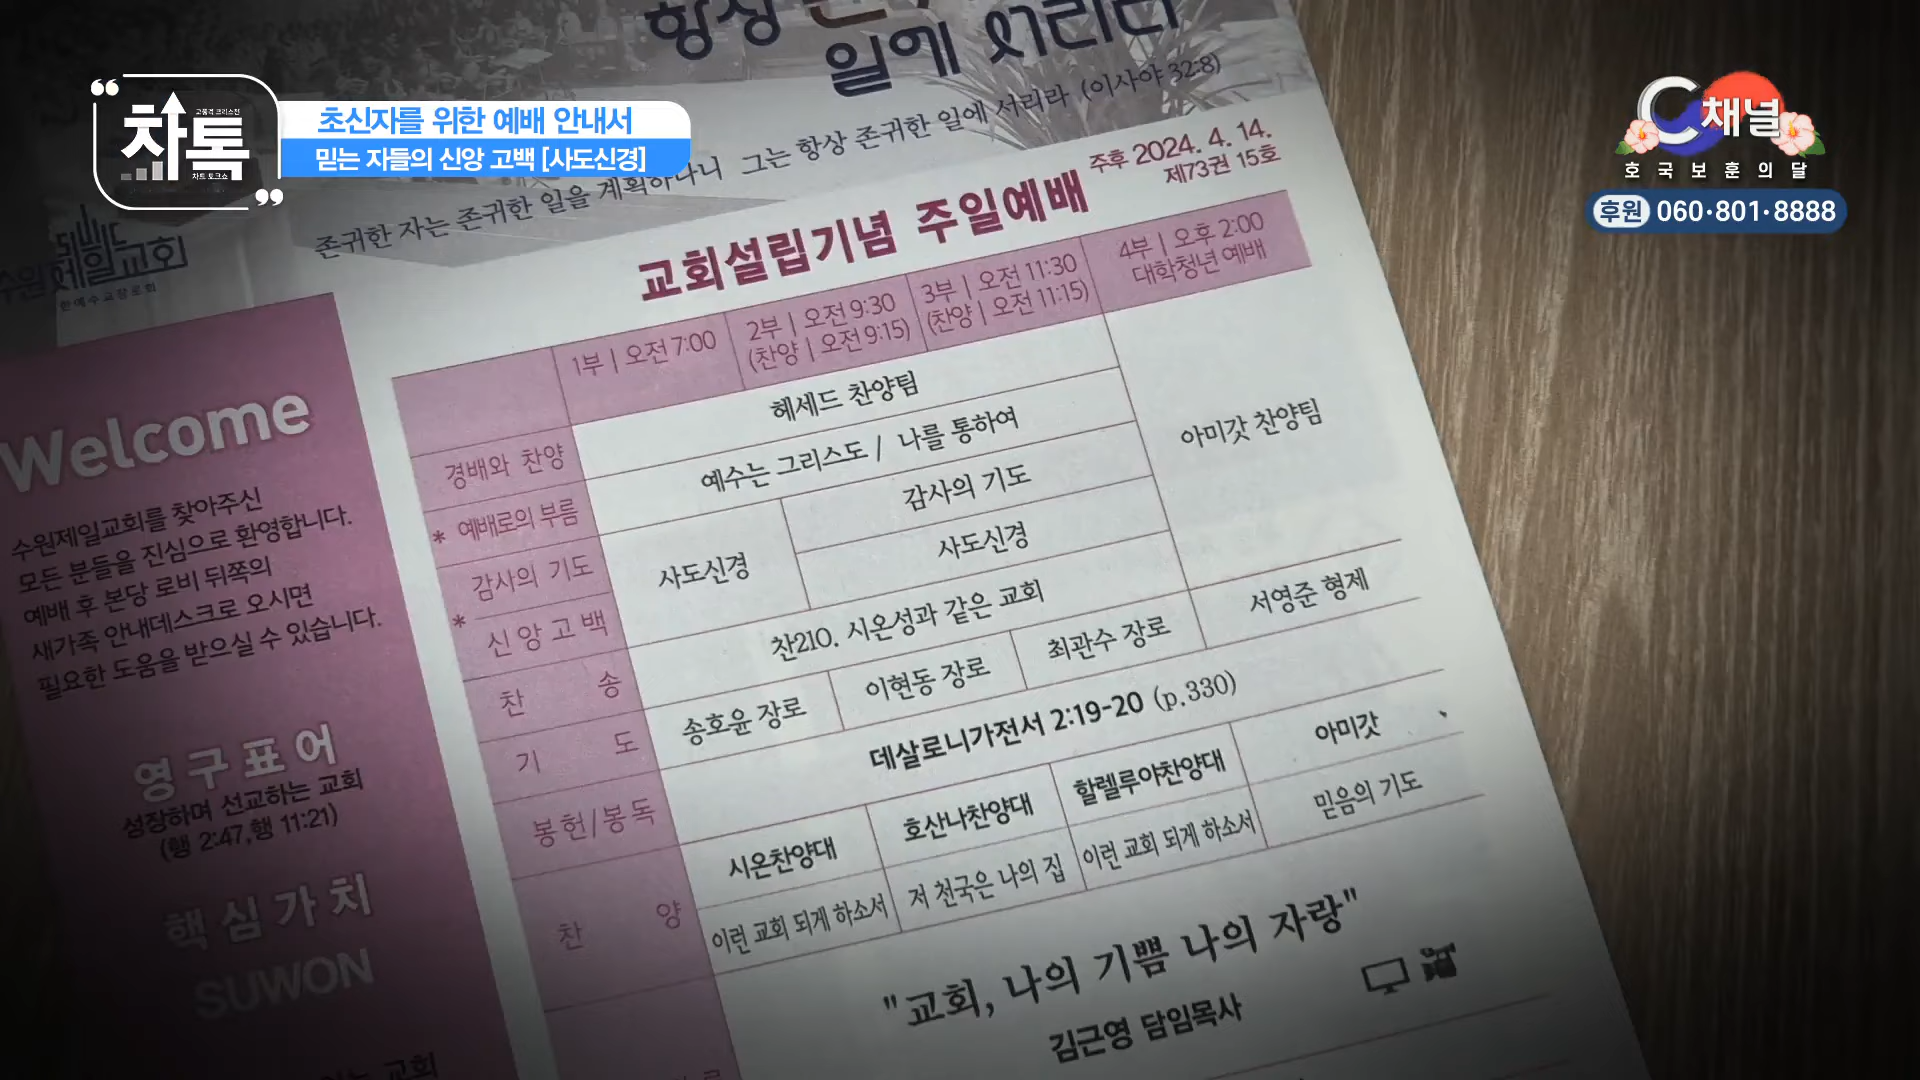 항상
일에 서리라
존귀한 자는 존귀한 일을 계획하나니 그는 항상 존귀한 일에 서리라 (이사야 32:8)
차톡
차트 토크쇼
초신자를 위한 예배 안내서
믿는 자들의 신앙 고백 [사도신경]
C채널
호국보훈의달
후원 060·801·8888
수원제일교회
주후 2024. 4. 14.
제73권 15호
교회설립기념 주일예배
1부 | 오전 7:00
2부 | 오전 9:30
(찬양 | 오전 9:15)
3부 | 오전 11:30
(찬양 | 오전 11:15)
4부 | 오후 2:00
대학청년 예배
경배와 찬양
헤세드 찬양팀
아미갓 찬양팀
* 예배로의 부름
예수는 그리스도 / 나를 통하여
감사의 기도
감사의 기도
* 신앙고백
사도신경
사도신경
찬 송
찬210. 시온성과 같은 교회
기 도
송호윤 장로
이현동 장로
최관수 장로
서영준 형제
봉헌/봉독
데살로니가전서 2:19-20 (p.330)
찬 양
시온찬양대
호산나찬양대
할렐루야찬양대
아미갓
이런 교회 되게 하소서
저 천국은 나의 집
이런 교회 되게 하소서
믿음의 기도
"교회, 나의 기쁨 나의 자랑"
김근영 담임목사
Welcome
수원제일교회를 찾아주신
모든 분들을 진심으로 환영합니다.
예배 후 본당 로비 뒤쪽의
새가족 안내데스크로 오시면
필요한 도움을 받으실 수 있습니다.
영구표어
성장하며 선교하는 교회
(행 2:47,행 11:21)
핵심가치
SUWON
교회